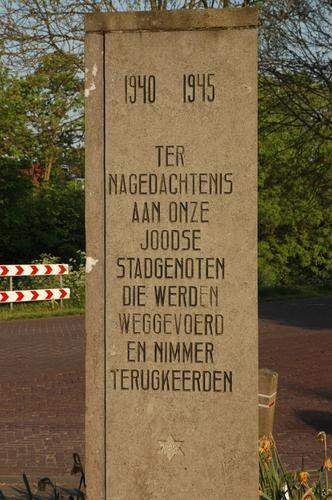 1940 1945
TER
NAGEDACHTENIS
AAN ONZE
JOODSE
STADGENOTEN
DIE WERDEN
WEGGEVOERD
EN NIMMER
TERUGKEERDEN